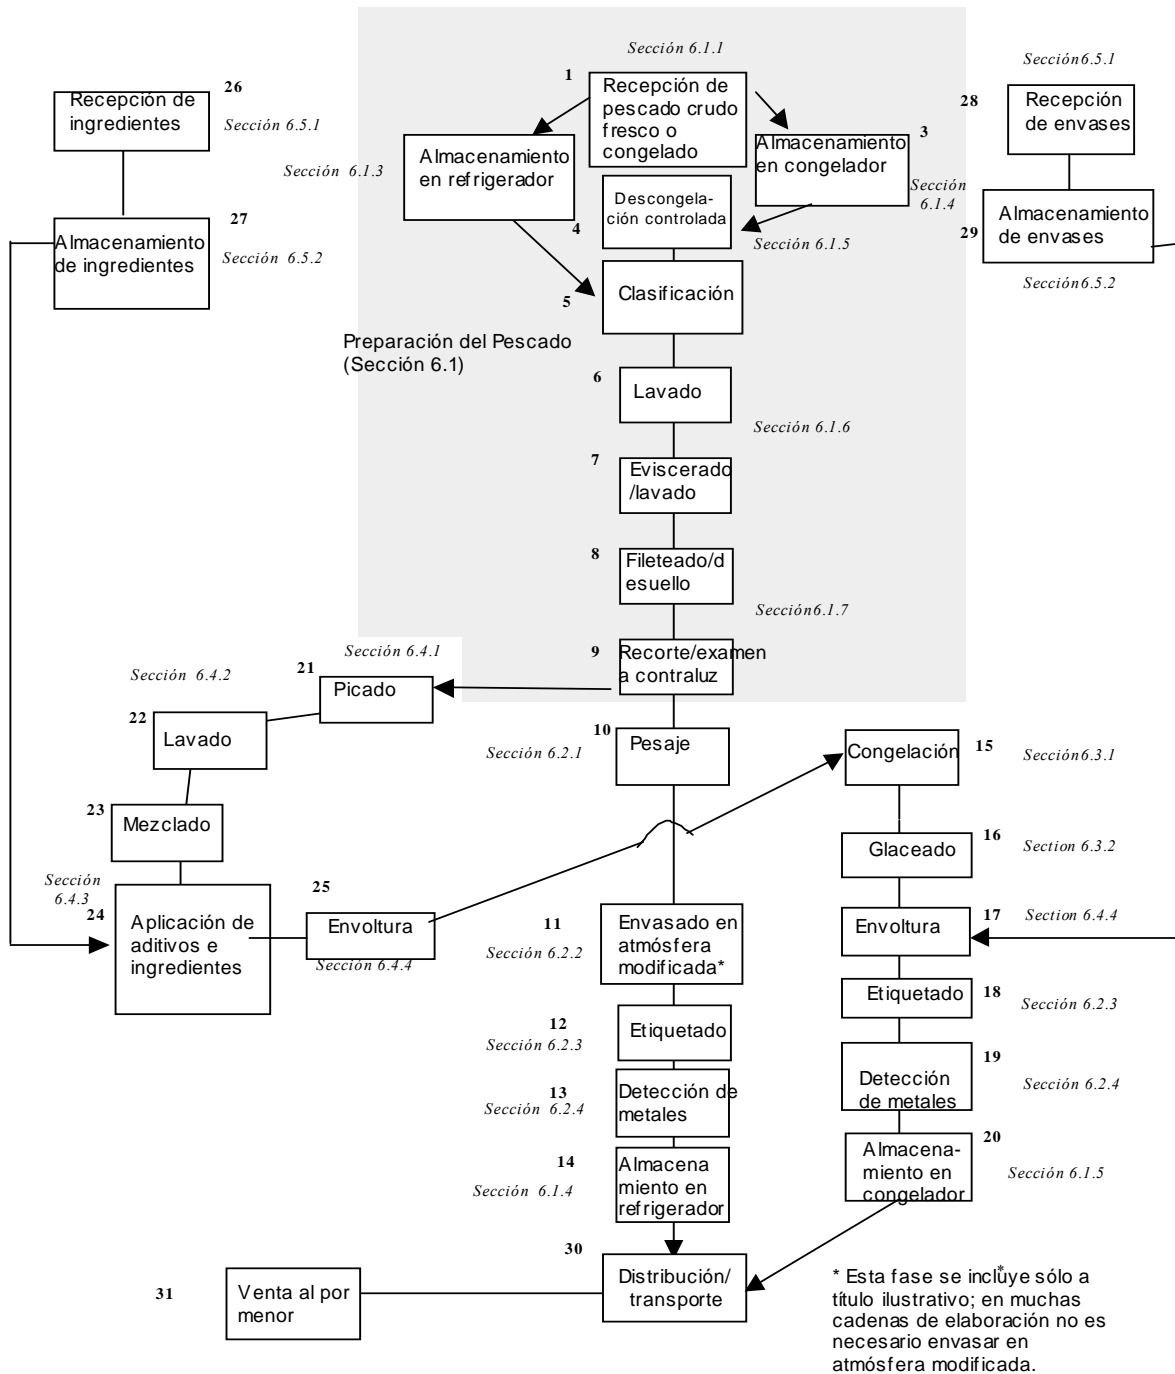 Sección 6.1.1
1
Recepción de
pescado crudo
fresco o
congelado
26
Recepción de
ingredientes
Sección 6.5.1
Sección 6.5.1
28
Recepción
de envases
Sección 6.1.3
Almacenamiento
en refrigerador
3
Almacenamiento
en congelador
Sección
6.1.4
4
Descongela-
ción controlada
Sección 6.1.5
27
Almacenamiento
de ingredientes
Sección 6.5.2
29
Almacenamiento
de envases
Sección 6.5.2
5
Clasificación
Preparación del Pescado
(Sección 6.1)
6
Lavado
Sección 6.1.6
7
Eviscerado
/lavado
8
Fileteado/d
esuello
Sección 6.1.7
9
Recorte/examen
a contraluz
Sección 6.4.1
21
Picado
Sección 6.4.2
22
Lavado
10
Pesaje
Sección 6.2.1
Congelación
15
Sección 6.3.1
23
Mezclado
16
Glaceado
Section 6.3.2
Sección
6.4.3
24
Aplicación de
aditivos e
ingredientes
25
Envoltura
Sección 6.4.4
11
Envasado en
atmósfera
modificada*
Sección 6.2.2
17
Envoltura
Section 6.4.4
12
Etiquetado
Sección 6.2.3
Etiquetado
18
Sección 6.2.3
13
Detección de
metales
Sección 6.2.4
19
Detección
de metales
Sección 6.2.4
14
Almacena
miento en
refrigerador
Sección 6.1.4
20
Almacena-
miento en
congelador
Sección 6.1.5
30
Distribución/
transporte
31
Venta al por
menor
*
* Esta fase se incluye sólo a
título ilustrativo; en muchas
cadenas de elaboración no es
necesario envasar en
atmósfera modificada.